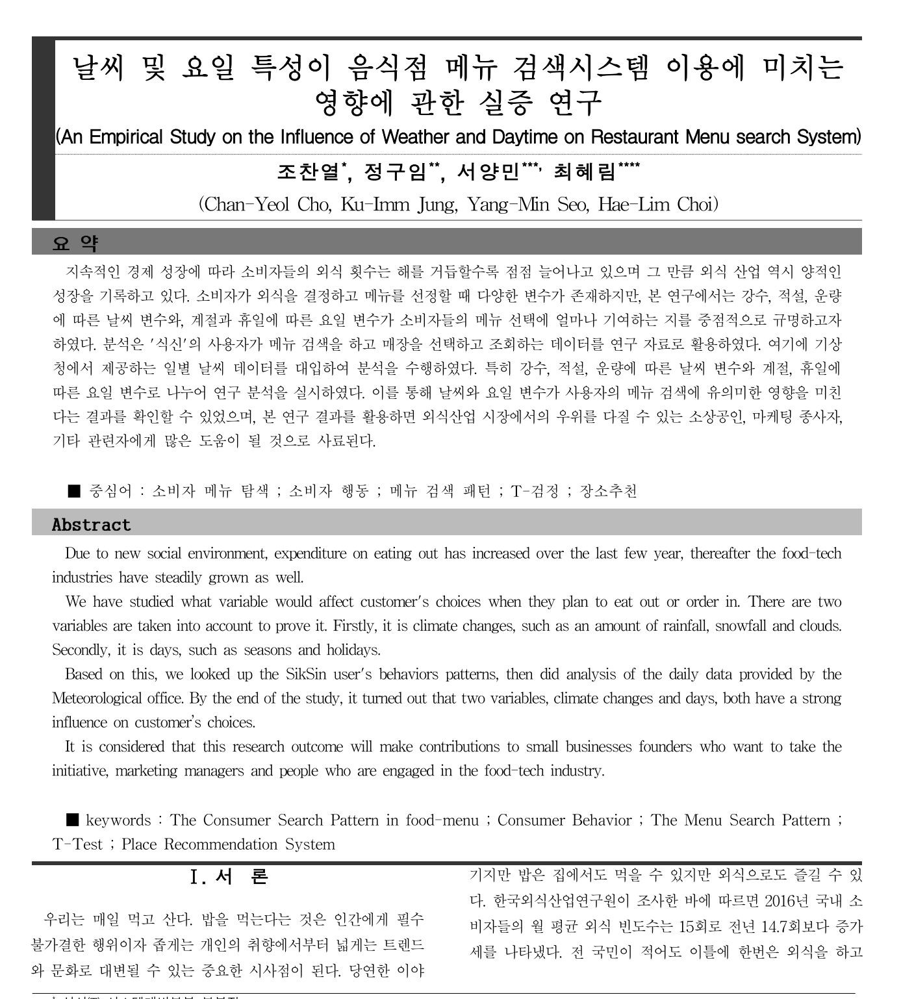 날씨 및 요일 특성이 음식점 메뉴 검색시스템 이용에 미치는
영향에 관한 실증 연구
(An Empirical Study on the Influence of Weather and Daytime on Restaurant Menu search System)
조찬열*, 정구임**, 서양민***, 최혜림****
(Chan-Yeol Cho, Ku-Imm Jung, Yang-Min Seo, Hae-Lim Choi)
요 약
지속적인 경제 성장에 따라 소비자들의 외식 횟수는 해를 거듭할수록 점점 늘어나고 있으며 그 만큼 외식 산업 역시 양적인
성장을 기록하고 있다. 소비자가 외식을 결정하고 메뉴를 선정할 때 다양한 변수가 존재하지만, 본 연구에서는 강수, 적설, 운량
에 따른 날씨 변수와, 계절과 휴일에 따른 요일 변수가 소비자들의 메뉴 선택에 얼마나 기여하는 지를 중점적으로 규명하고자
하였다. 분석은 '식신'의 사용자가 메뉴 검색을 하고 매장을 선택하고 조회하는 데이터를 연구 자료로 활용하였다. 여기에 기상
청에서 제공하는 일별 날씨 데이터를 대입하여 분석을 수행하였다. 특히 강수, 적설, 운량에 따른 날씨 변수와 계절, 휴일에
따른 요일 변수로 나누어 연구 분석을 실시하였다. 이를 통해 날씨와 요일 변수가 사용자의 메뉴 검색에 유의미한 영향을 미친
다는 결과를 확인할 수 있었으며, 본 연구 결과를 활용하면 외식산업 시장에서의 우위를 다질 수 있는 소상공인, 마케팅 종사자,
기타 관련자에게 많은 도움이 될 것으로 사료된다.
■ 중심어 : 소비자 메뉴 탐색 ; 소비자 행동 ; 메뉴 검색 패턴 ; T-검정 ; 장소추천
Abstract
Due to new social environment, expenditure on eating out has increased over the last few year, thereafter the food-tech
industries have steadily grown as well.
We have studied what variable would affect customer's choices when they plan to eat out or order in. There are two
variables are taken into account to prove it. Firstly, it is climate changes, such as an amount of rainfall, snowfall and clouds.
Secondly, it is days, such as seasons and holidays.
Based on this, we looked up the SikSin user's behaviors patterns, then did analysis of the daily data provided by the
Meteorological office. By the end of the study, it turned out that two variables, climate changes and days, both have a strong
influence on customer's choices.
It is considered that this research outcome will make contributions to small businesses founders who want to take the
initiative, marketing managers and people who are engaged in the food-tech industry.
■ keywords : The Consumer Search Pattern in food-menu ; Consumer Behavior ; The Menu Search Pattern ;
T-Test ; Place Recommendation System
I. 서 론
우리는 매일 먹고 산다. 밥을 먹는다는 것은 인간에게 필수
불가결한 행위이자 좁게는 개인의 취향에서부터 넓게는 트렌드
와 문화로 대변될 수 있는 중요한 시사점이 된다. 당연한 이야
기지만 밥은 집에서도 먹을 수 있지만 외식으로도 즐길 수 있
다. 한국외식산업연구원이 조사한 바에 따르면 2016년 국내 소
비자들의 월 평균 외식 빈도수는 15회로 전년 14.7회보다 증가
세를 나타냈다. 전 국민이 적어도 이틀에 한번은 외식을 하고